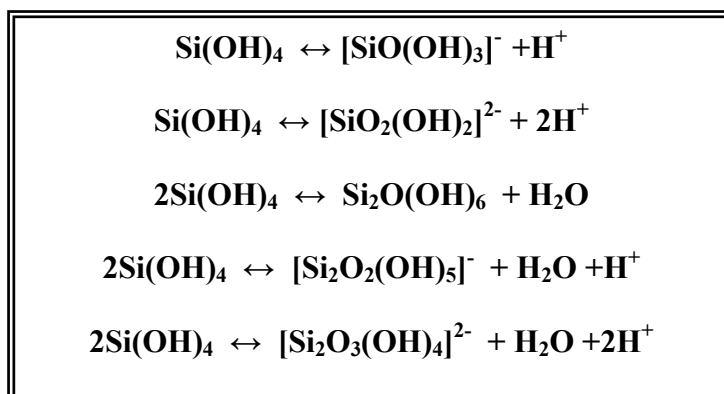 Si(OH)₄ ↔ [SiO(OH)₃]⁻ +H⁺
Si(OH)₄ ↔ [SiO₂(OH)₂]²⁻ + 2H⁺
2Si(OH)₄ ↔ Si₂O(OH)₆ + H₂O
2Si(OH)₄ ↔ [Si₂O₂(OH)₅]⁻ + H₂O +H⁺
2Si(OH)₄ ↔ [Si₂O₃(OH)₄]²⁻ + H₂O +2H⁺